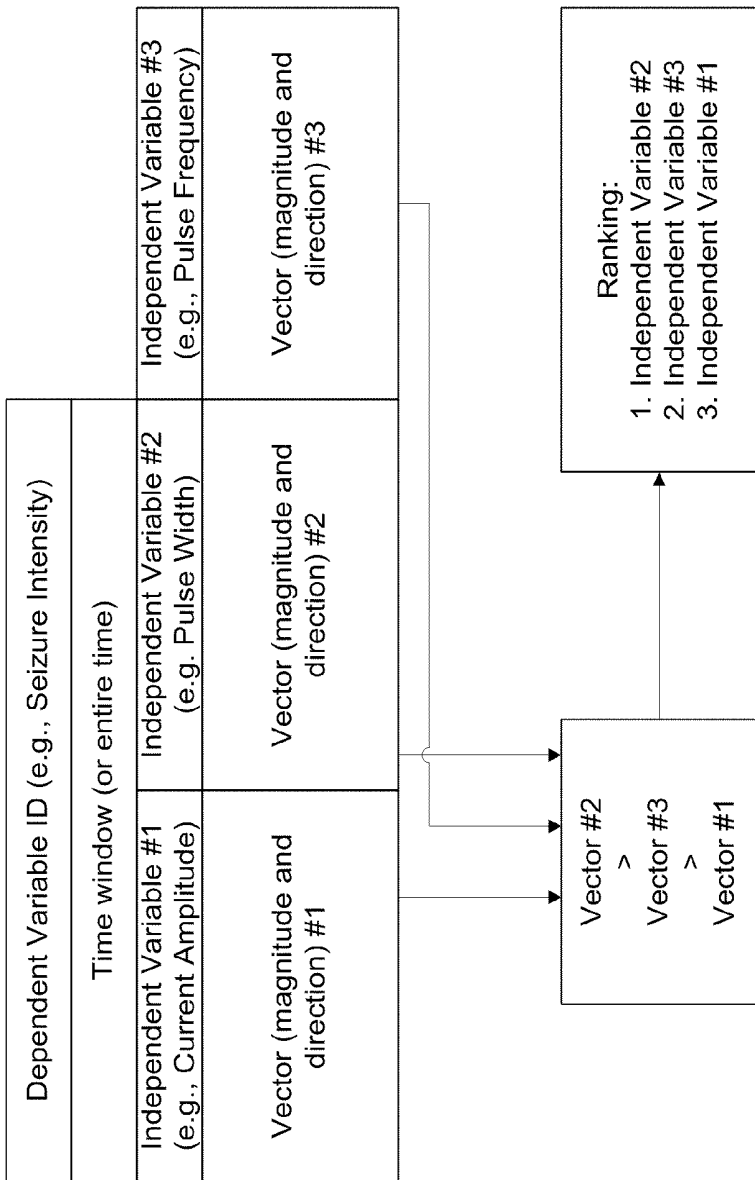 Dependent Variable ID (e.g., Seizure Intensity)
Time window (or entire time)
Independent Variable #1
(e.g., Current Amplitude)
Independent Variable #2
(e.g. Pulse Width)
Independent Variable #3
(e.g., Pulse Frequency)
Vector (magnitude and
direction) #1
Vector (magnitude and
direction) #2
Vector (magnitude and
direction) #3
Vector #2
>
Vector #3
>
Vector #1
Ranking:
1. Independent Variable #2
2. Independent Variable #3
3. Independent Variable #1